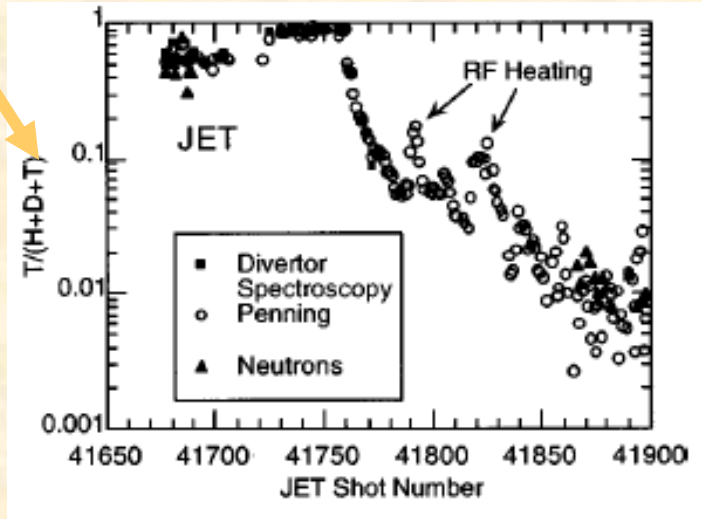 1
0.1
0.01
0.001
T/(H+D+T)
RF Heating
JET
Divertor
Spectroscopy
Penning
Neutrons
41650 41700 41750 41800 41850 41900
JET Shot Number